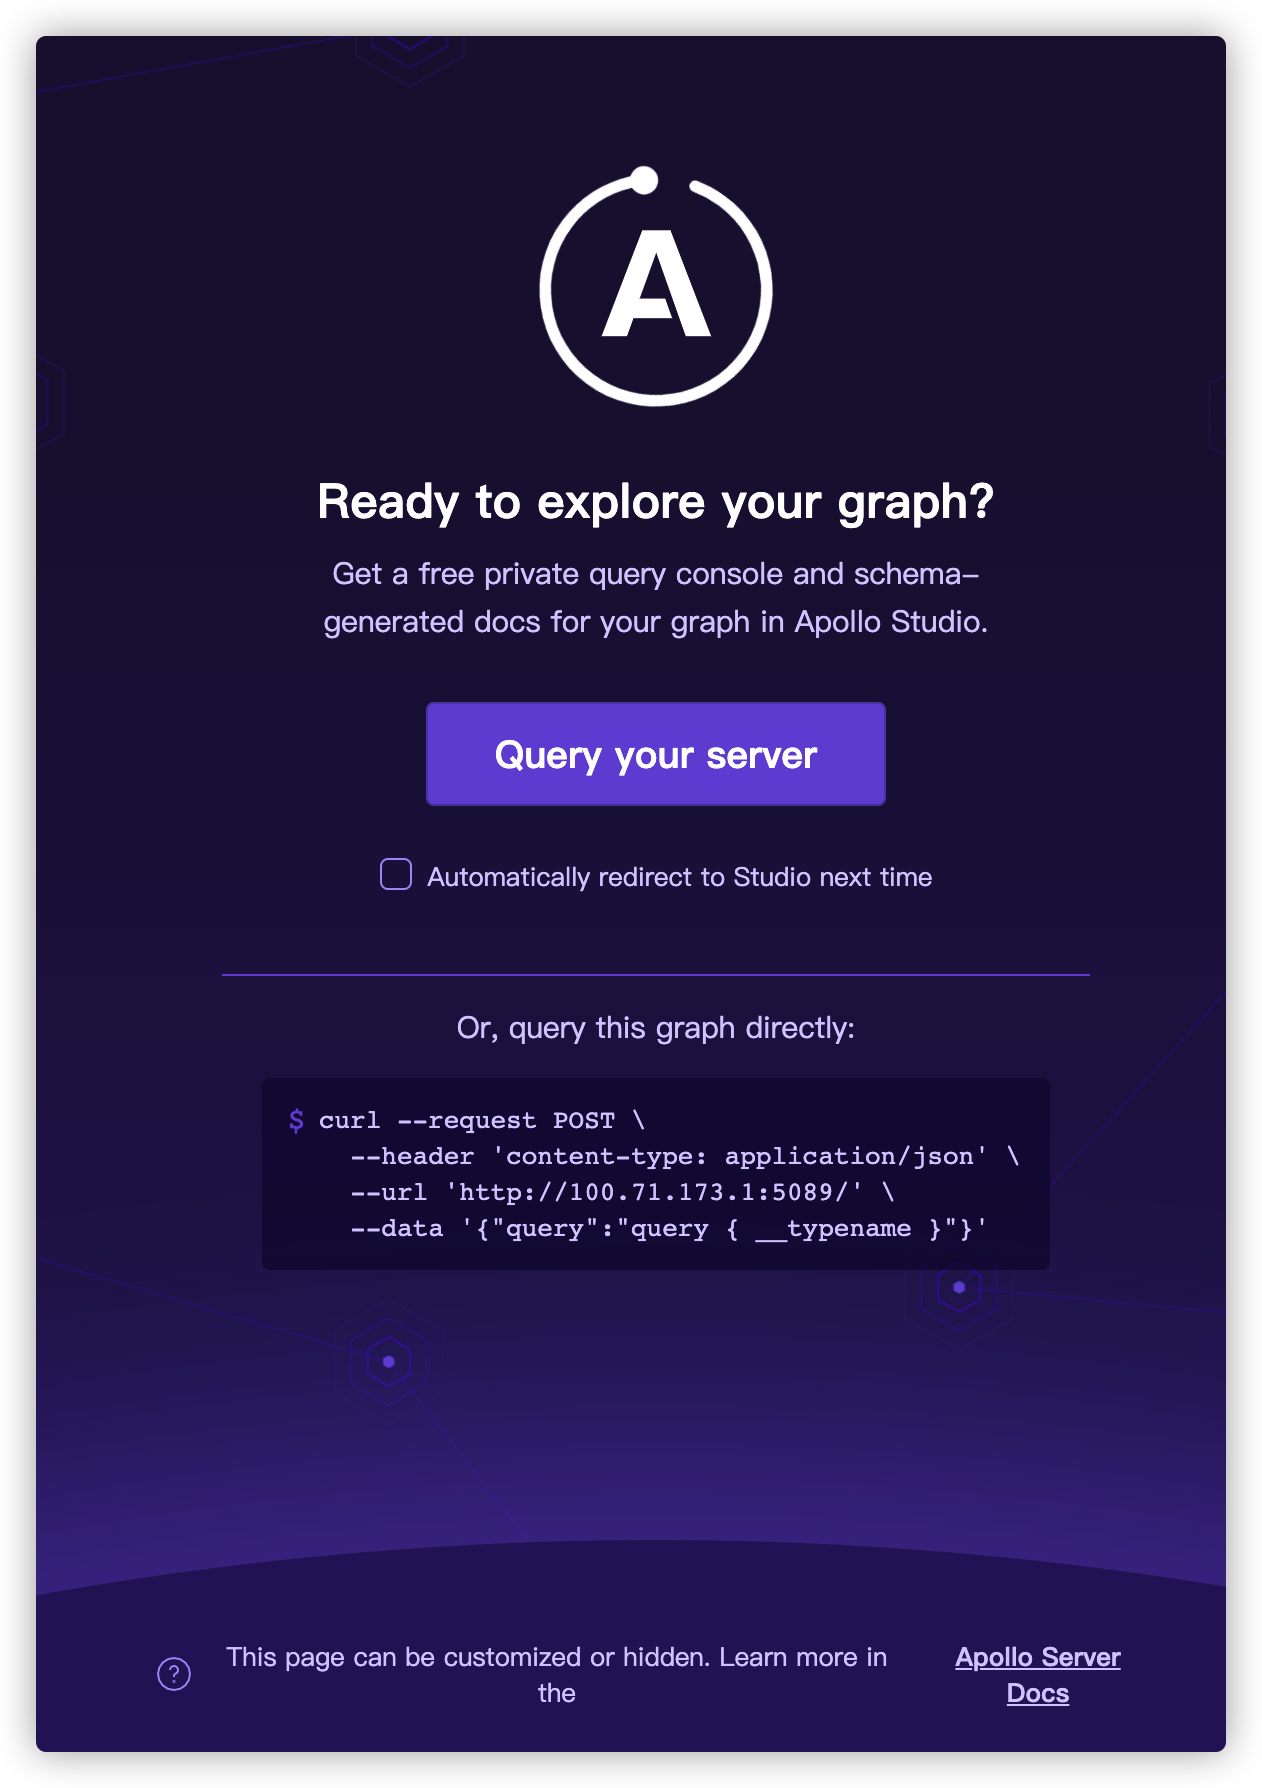 A
Ready to explore your graph?
Get a free private query console and schema-
generated docs for your graph in Apollo Studio.
Query your server
Automatically redirect to Studio next time
Or, query this graph directly:
$ curl --request POST \
    --header 'content-type: application/json' \
    --url 'http://100.71.173.1:5089/' \
    --data '{"query":"query { __typename }"}'
? This page can be customized or hidden. Learn more in
the
Apollo Server
Docs